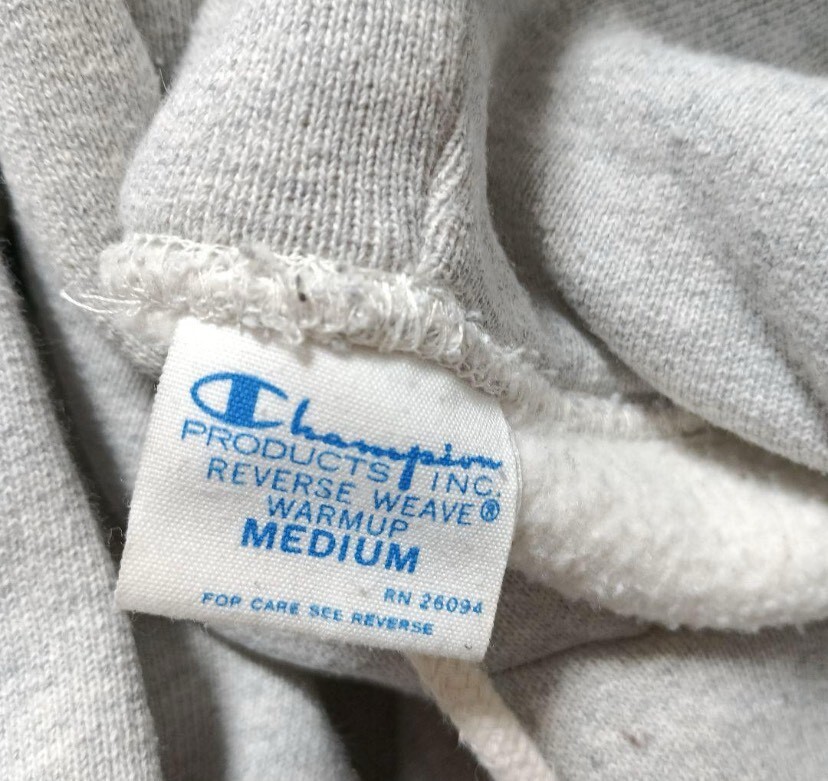 Champion
PRODUCTS INC.
REVERSE WEAVE®
WARMUP
MEDIUM
RN 26094
FOR CARE SEE REVERSE